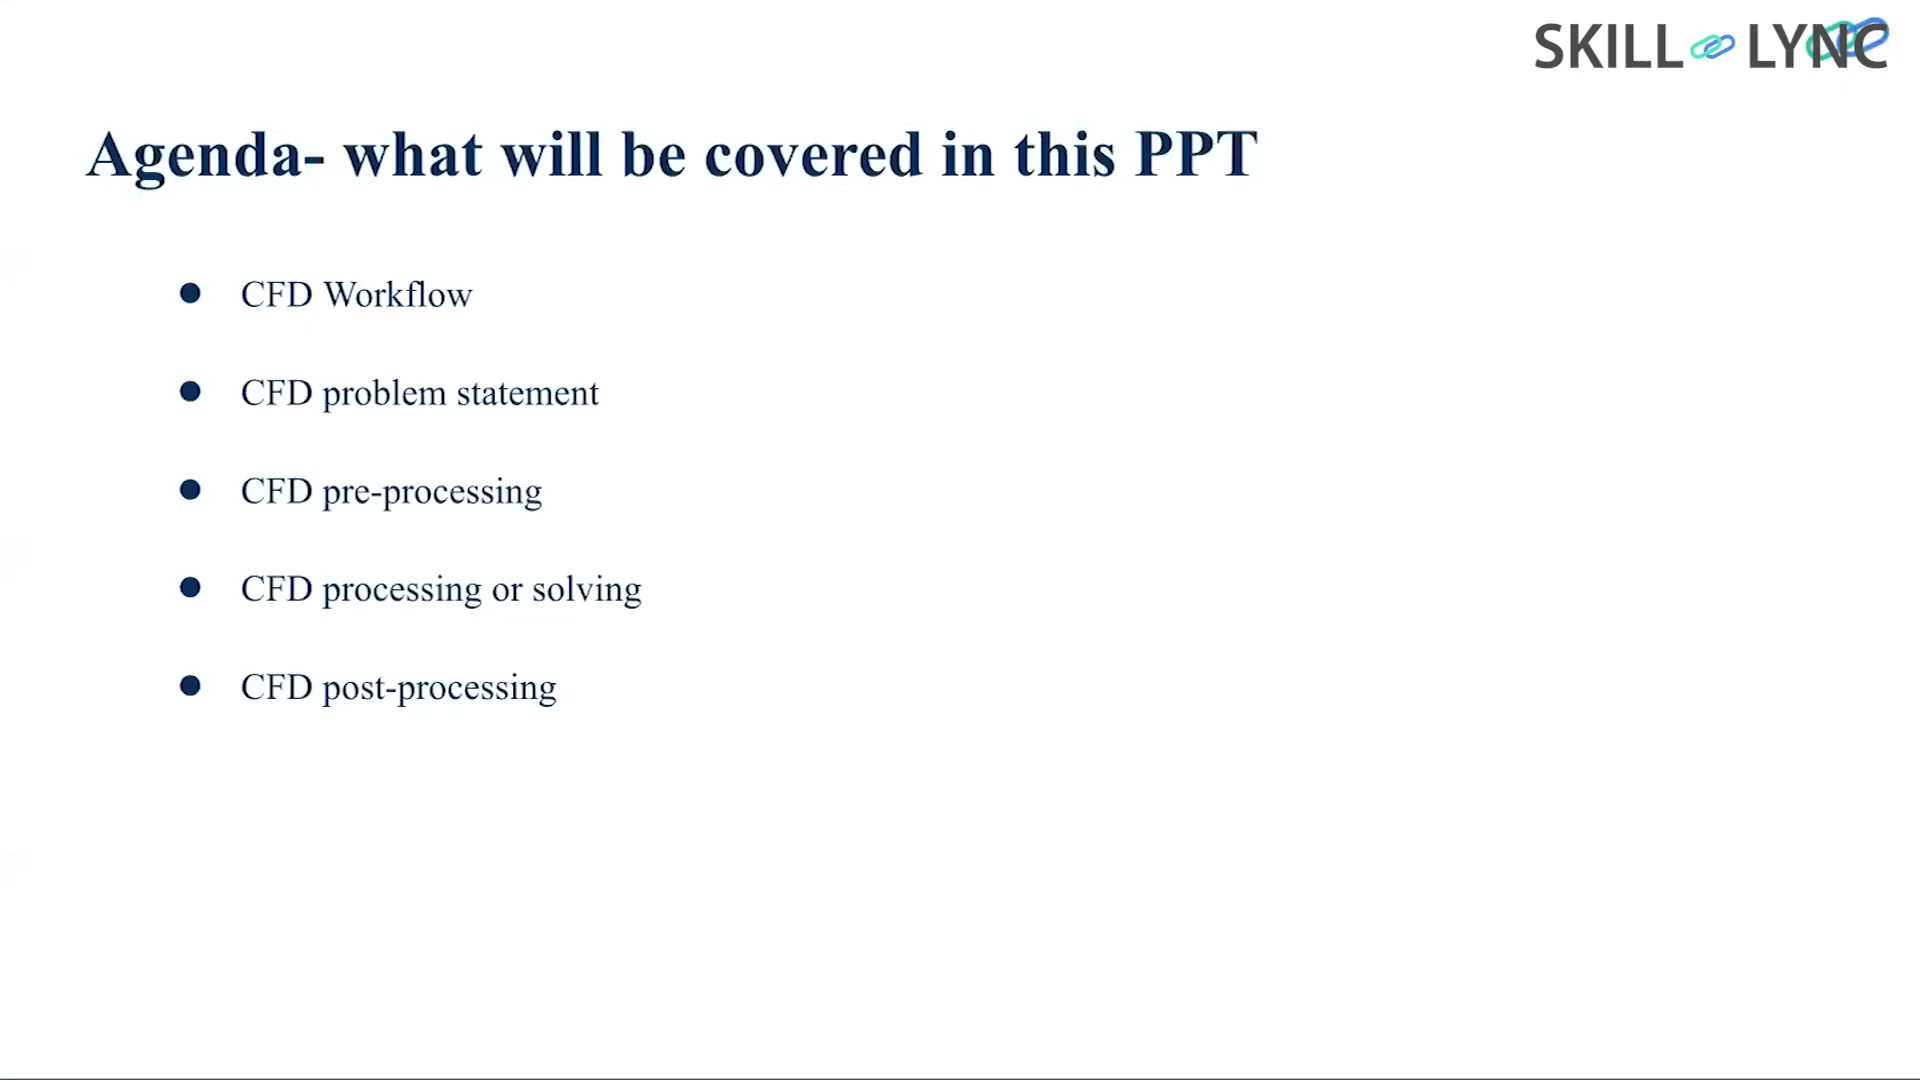 SKILL LYNC
Agenda- what will be covered in this PPT
● CFD Workflow
● CFD problem statement
● CFD pre-processing
● CFD processing or solving
● CFD post-processing